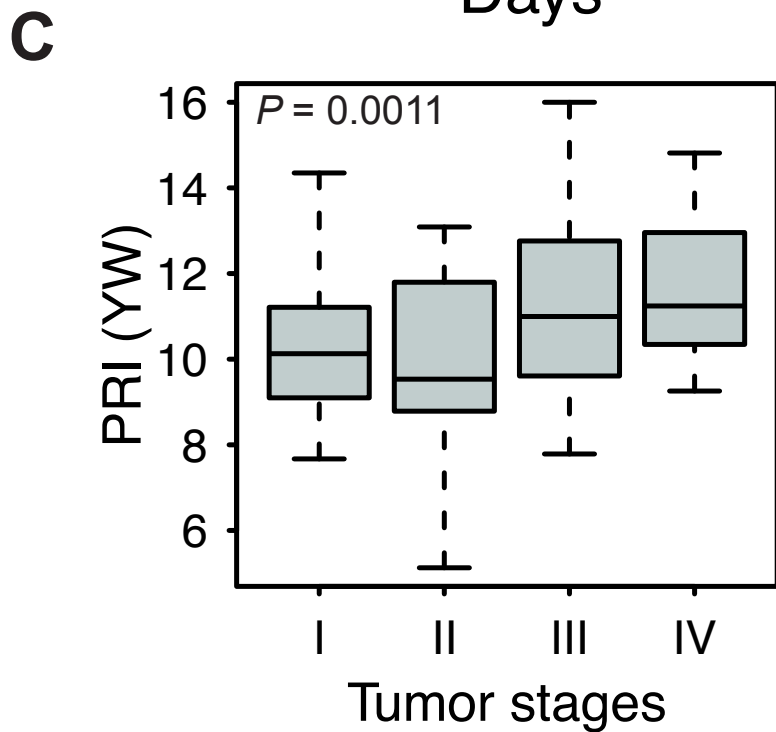 Days
C
P = 0.0011
16
14
12
10
8
6
PRI (YW)
I
II
III
IV
Tumor stages